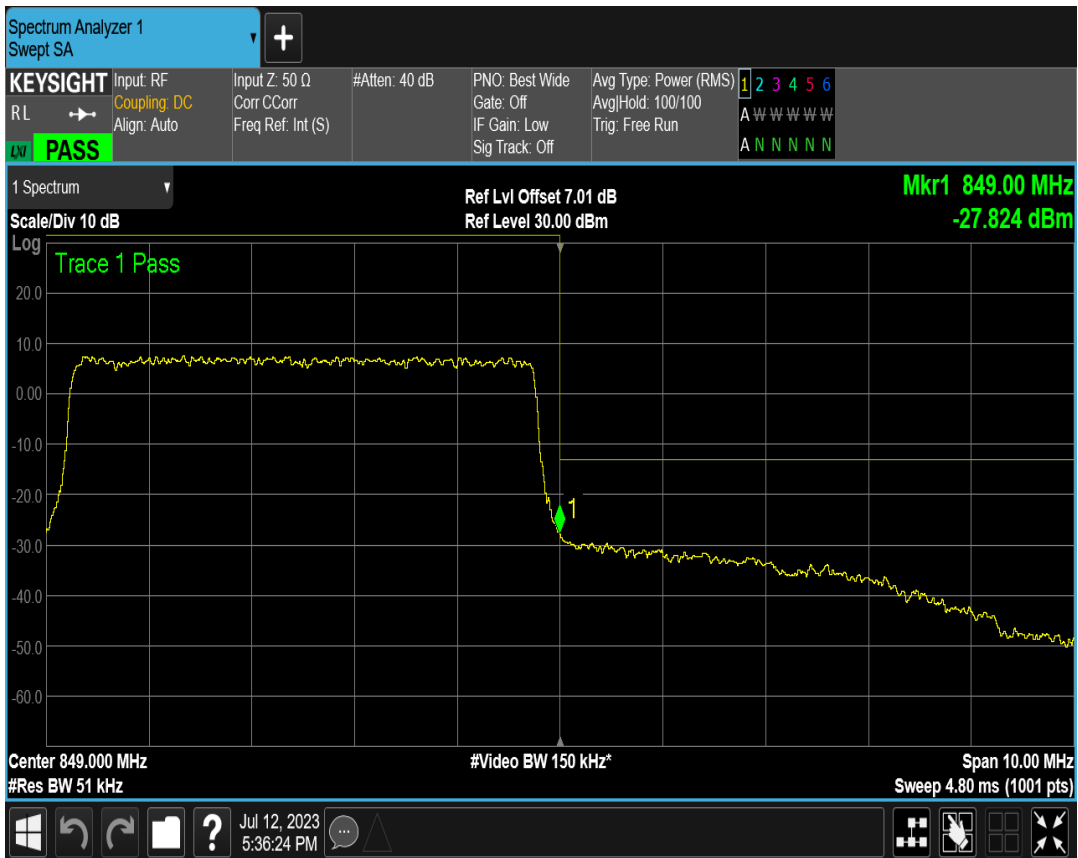 Spectrum Analyzer 1
Swept SA
+
KEYSIGHT
RL
LXI PASS
Input: RF
Coupling: DC
Align: Auto
Input Z: 50 Ω
Corr CCorr
Freq Ref: Int (S)
#Atten: 40 dB
PNO: Best Wide
Gate: Off
IF Gain: Low
Sig Track: Off
Avg Type: Power (RMS)
Avg|Hold: 100/100
Trig: Free Run
1 2 3 4 5 6
A W W W W W
A N N N N N
1 Spectrum
Scale/Div 10 dB
Ref Lvl Offset 7.01 dB
Ref Level 30.00 dBm
Mkr1 849.00 MHz
-27.824 dBm
Log
Trace 1 Pass
20.0
10.0
0.00
-10.0
-20.0
1
-30.0
-40.0
-50.0
-60.0
Center 849.000 MHz
#Video BW 150 kHz*
Span 10.00 MHz
#Res BW 51 kHz
Sweep 4.80 ms (1001 pts)
?
Jul 12, 2023
5:36:24 PM